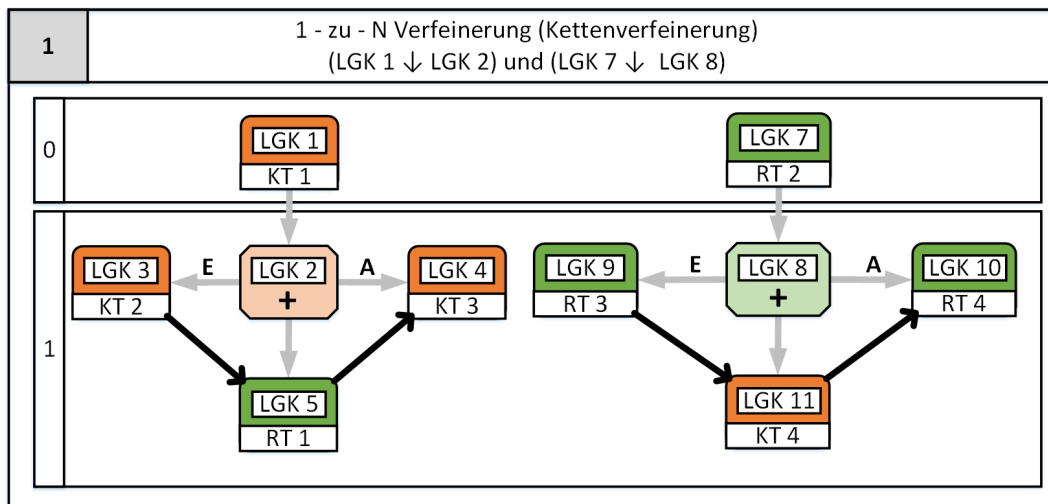 1
1 - zu - N Verfeinerung (Kettenverfeinerung)
(LGK 1 ↓ LGK 2) und (LGK 7 ↓ LGK 8)
0
LGK 1
KT 1
LGK 7
RT 2
1
LGK 3
KT 2
E
LGK 2
+
A
LGK 4
KT 3
LGK 5
RT 1
LGK 9
RT 3
E
LGK 8
+
A
LGK 10
RT 4
LGK 11
KT 4